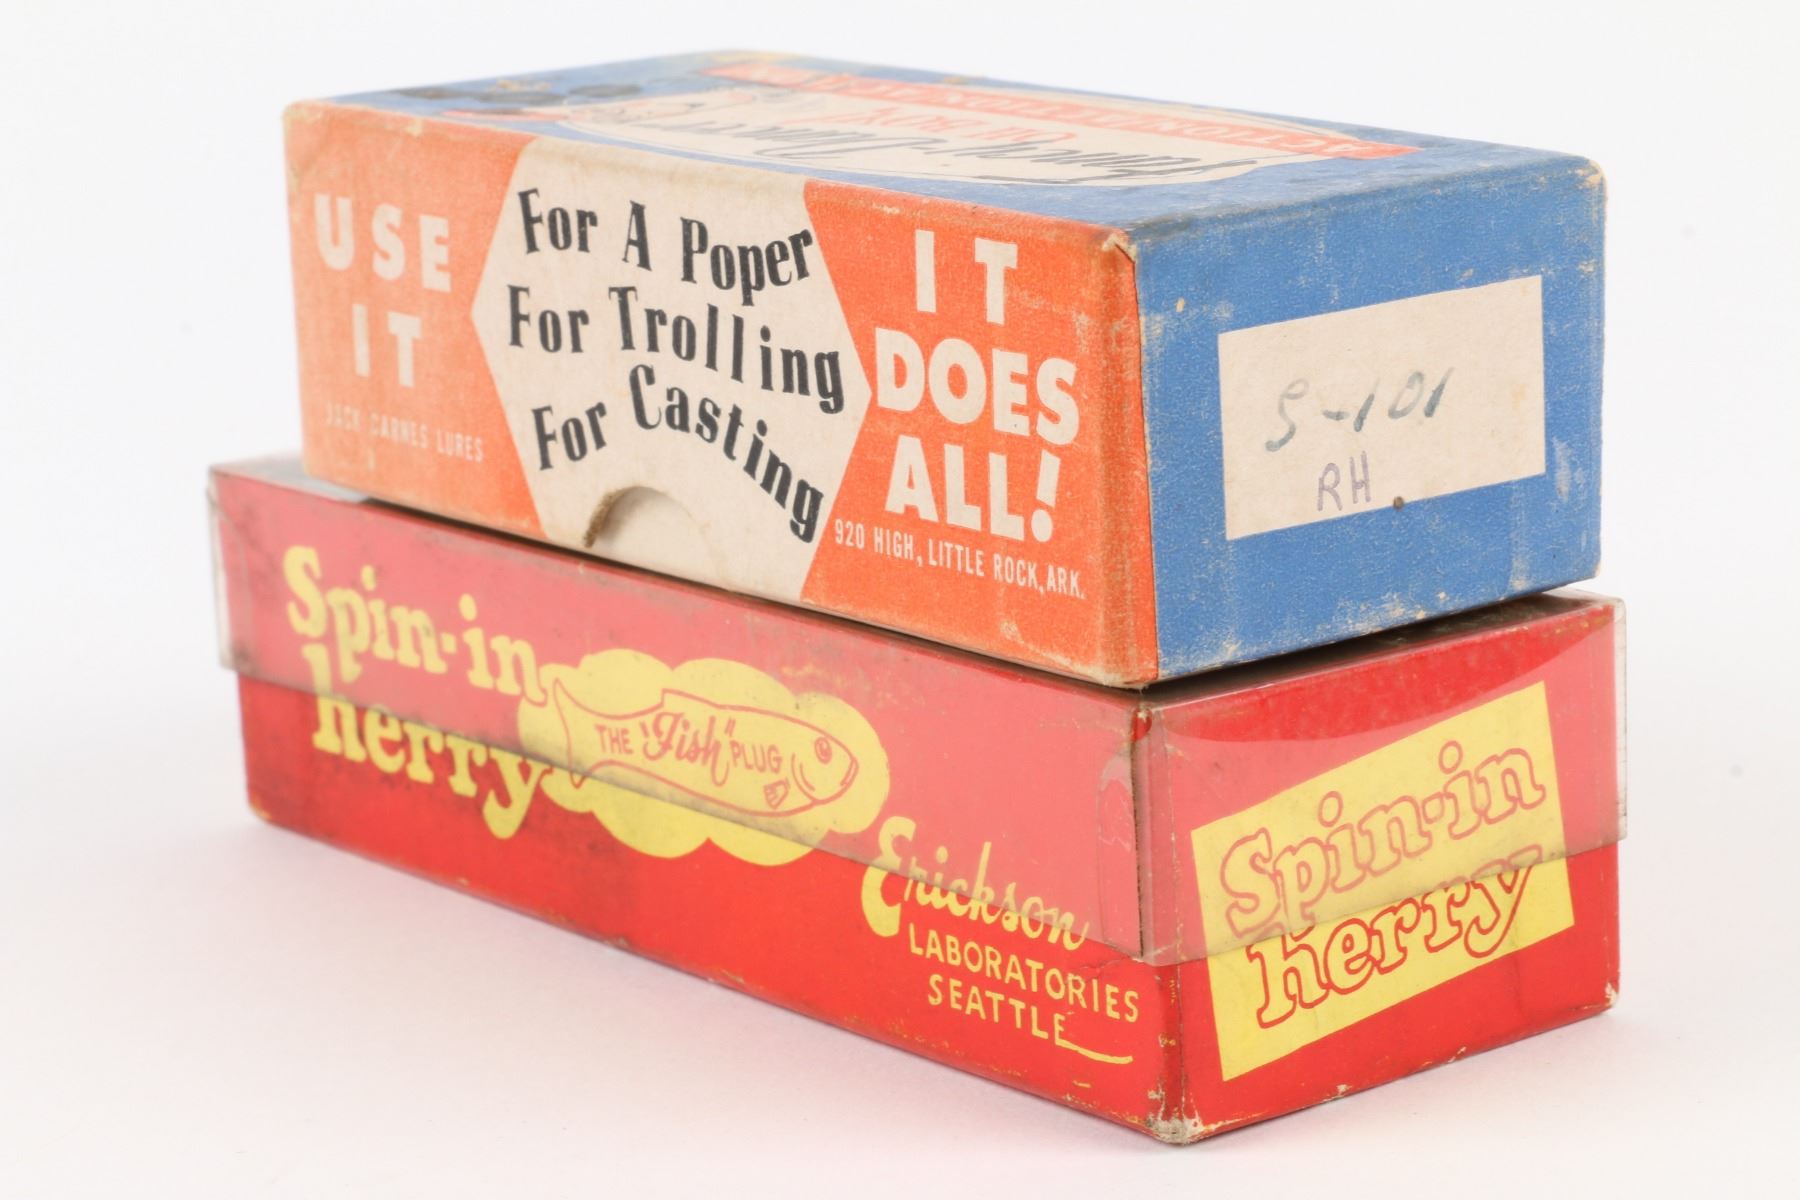 ACTION
USE
IT
JACK CARNES LURES
For A Poper
For Trolling
For Casting
IT
DOES
ALL!
920 HIGH, LITTLE ROCK, ARK.
S-101
RH
Spin-in
herry
THE "Fish" PLUG
Erickson
LABORATORIES
SEATTLE
Spin-in
herry